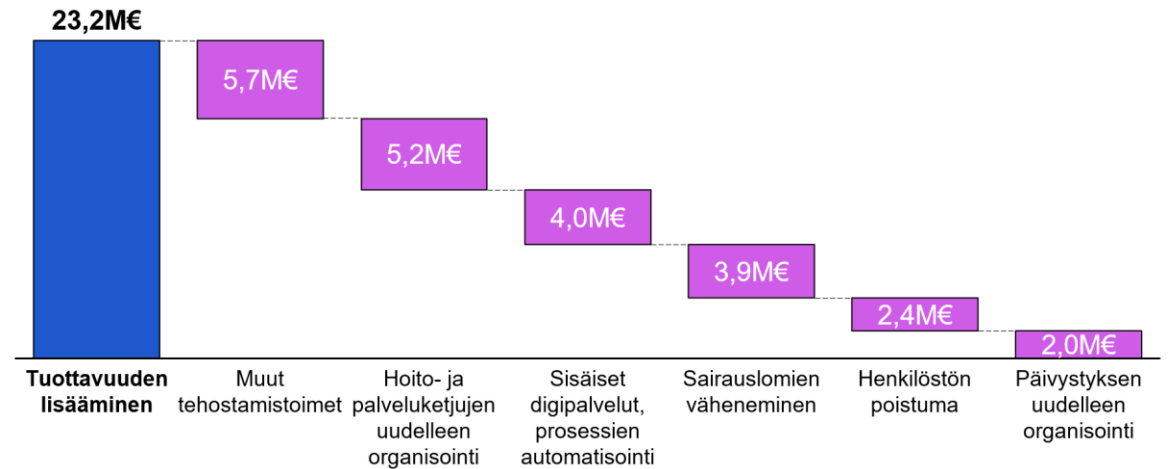 23,2M€
5,7M€
5,2M€
4,0M€
3,9M€
2,4M€
2,0M€
Tuottavuuden
lisääminen
Muut
tehostamistoimet
Hoito- ja
palveluketjujen
uudelleen
organisointi
Sisäiset
digipalvelut,
prosessien
automatisointi
Sairauslomien
väheneminen
Henkilöstön
poistuma
Päivystyksen
uudelleen
organisointi